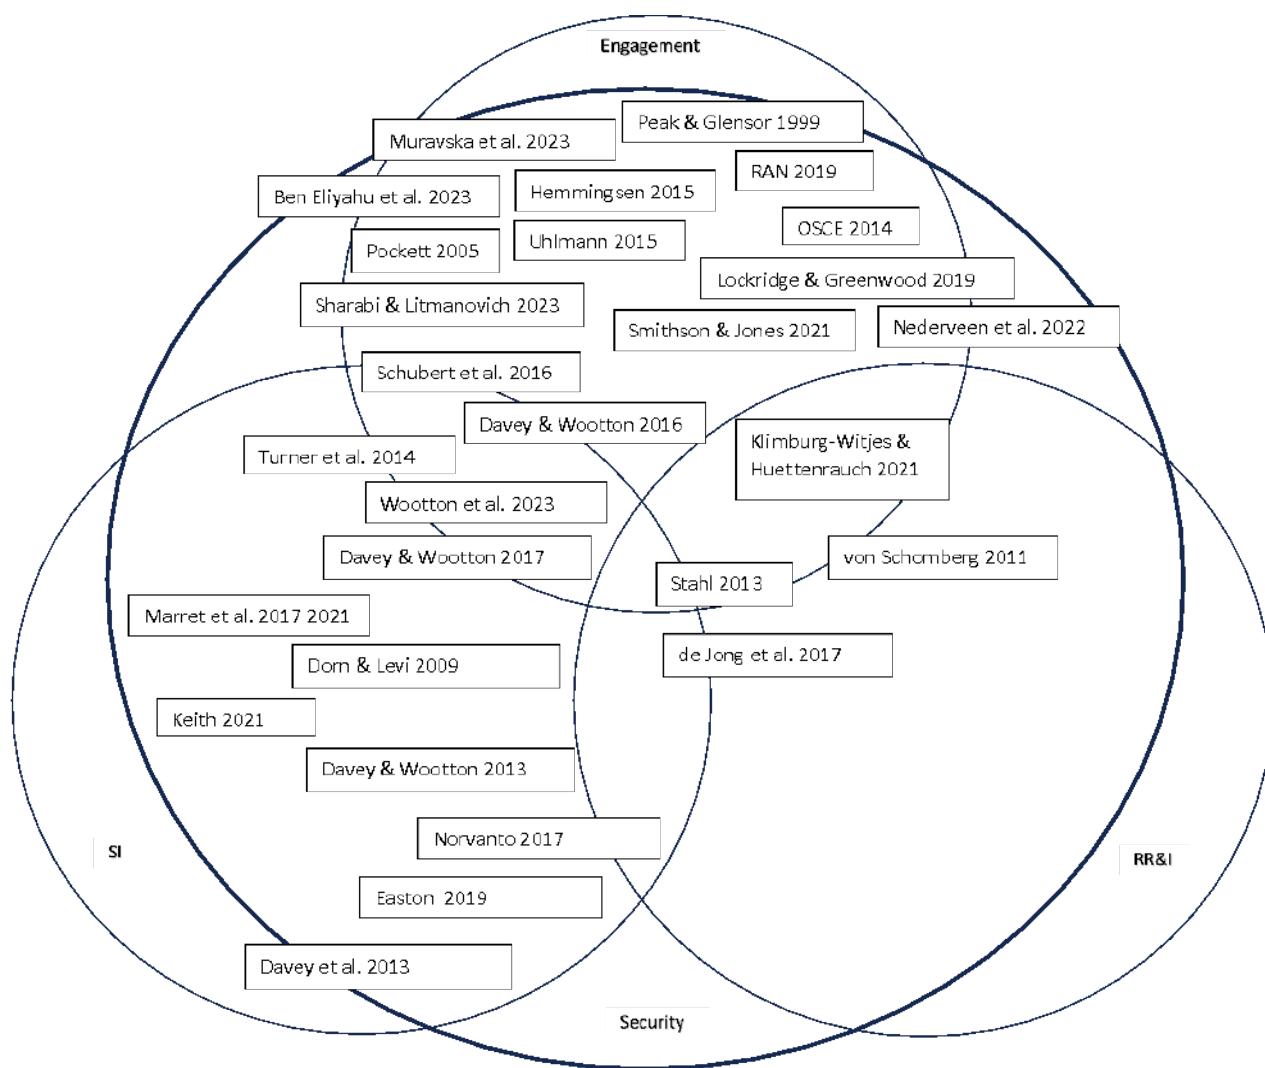 Engagement
Peak & Glensor 1999
Muravska et al. 2023
RAN 2019
Hemmingsen 2015
Ben Eliyahu et al. 2023
OSCE 2014
Uhlmann 2015
Pockett 2005
Lockridge & Greenwood 2019
Sharabi & Litmanovich 2023
Smithson & Jones 2021
Nederveen et al. 2022
Schubert et al. 2016
Davey & Wootton 2016
Klimburg-Witjes &
Huettenrauch 2021
Turner et al. 2014
Wootton et al. 2023
Davey & Wootton 2017
von Schomberg 2011
Stahl 2013
Marret et al. 2017 2021
de Jong et al. 2017
Dorn & Levi 2009
Keith 2021
Davey & Wootton 2013
Norvanto 2017
SI
RR&I
Easton 2019
Davey et al. 2013
Security